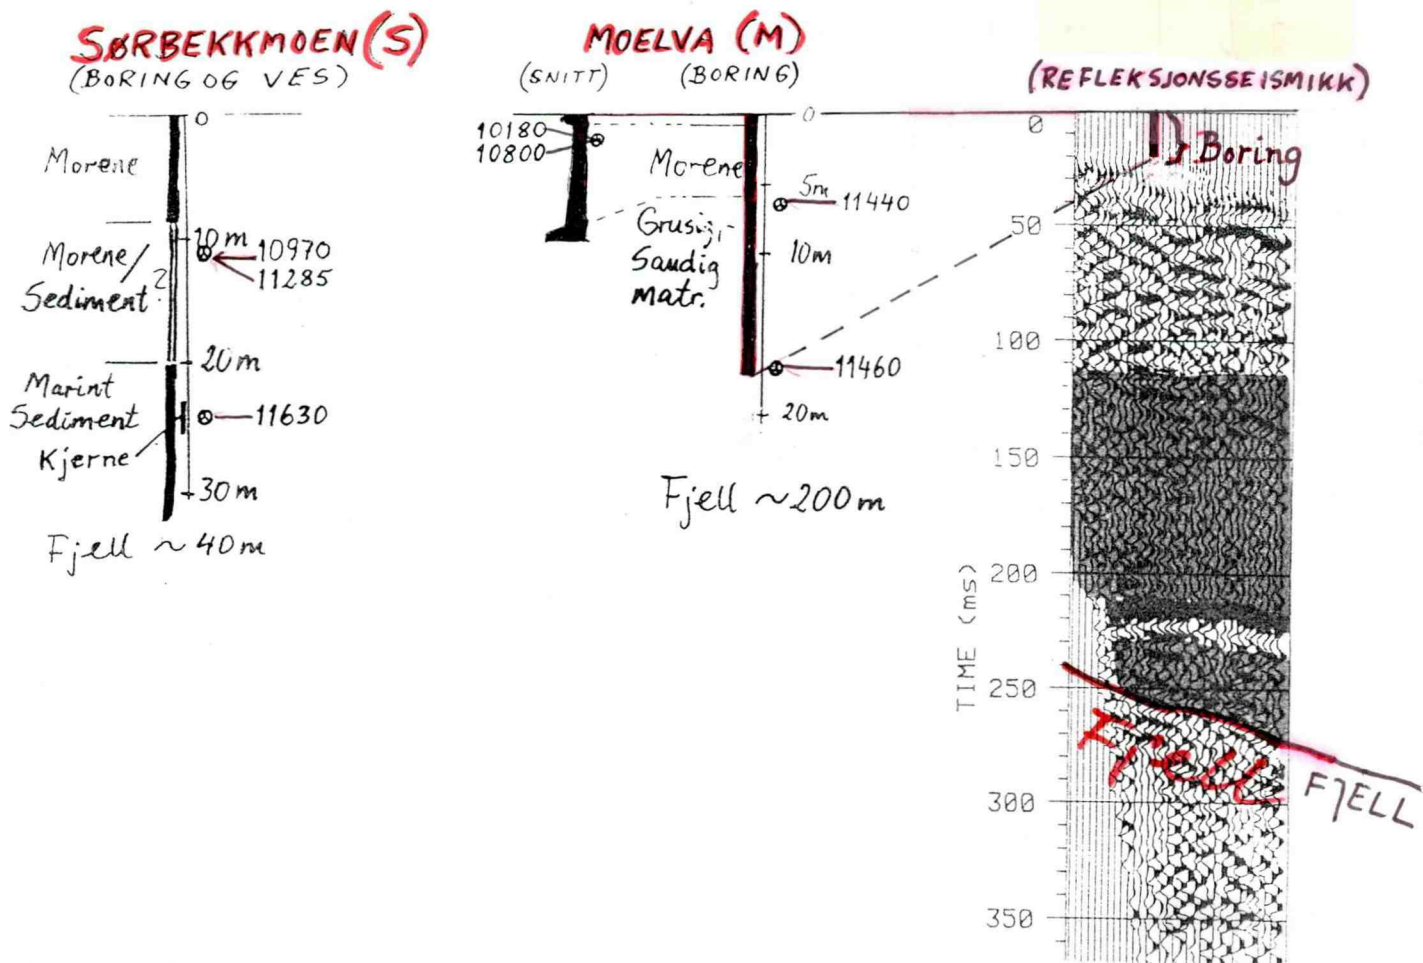 SØRBEKKMOEN (S)
(BORING OG VES)
0
Morene
10m
10970
11285
Morene/
Sediment?
20m
Marint
Sediment
11630
Kjerne
30m
Fjell ~ 40m
MOELVA (M)
(SNITT) (BORING)
0
10180
10800
Morene
5m
11440
Grusig,
Sandig
matr.
10m
11460
20m
Fjell ~200m
(REFLEKSJONSSEISMIKK)
0
Boring
50
100
150
200
TIME (ms)
250
Fjell
FJELL
300
350